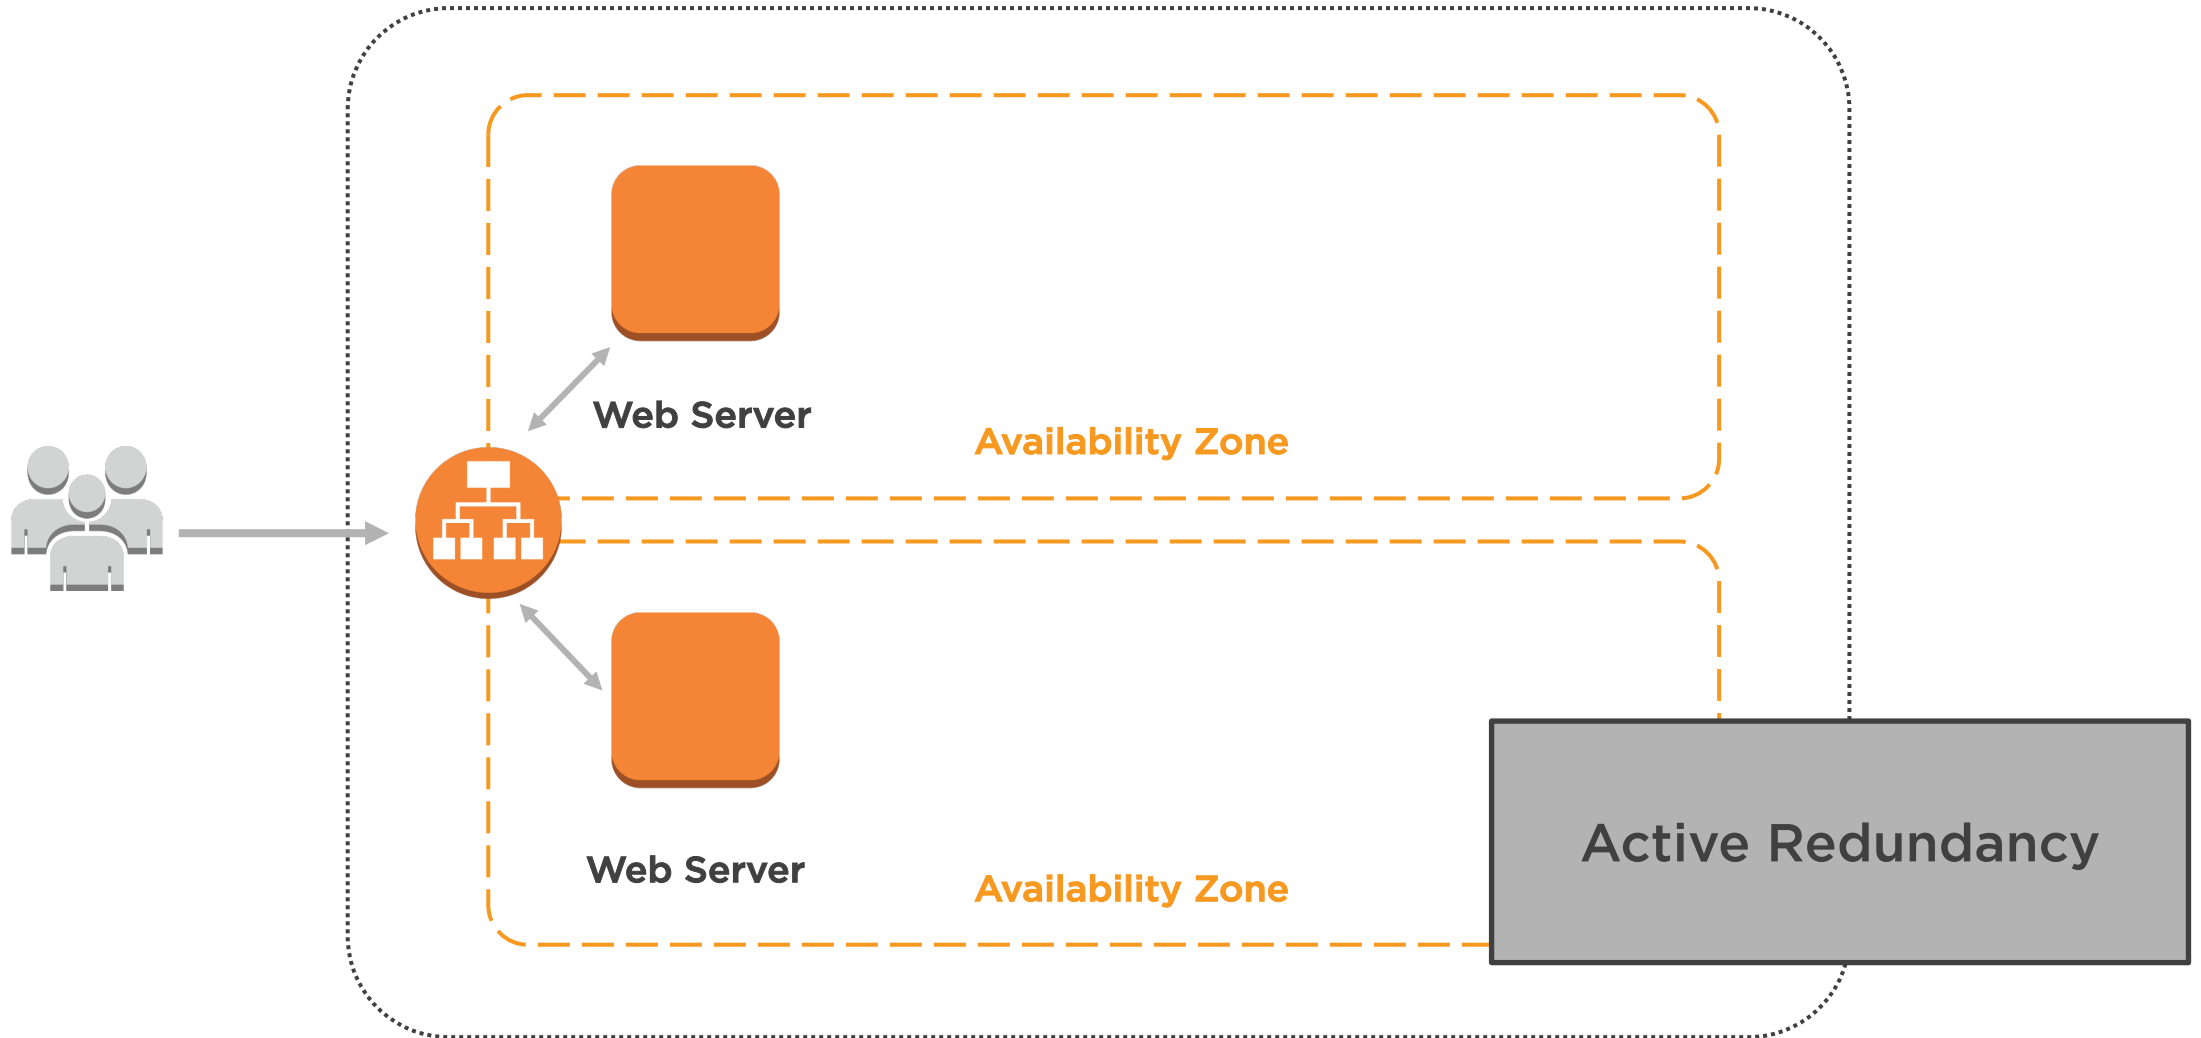 Web Server
Availability Zone
Web Server
Availability Zone
Active Redundancy